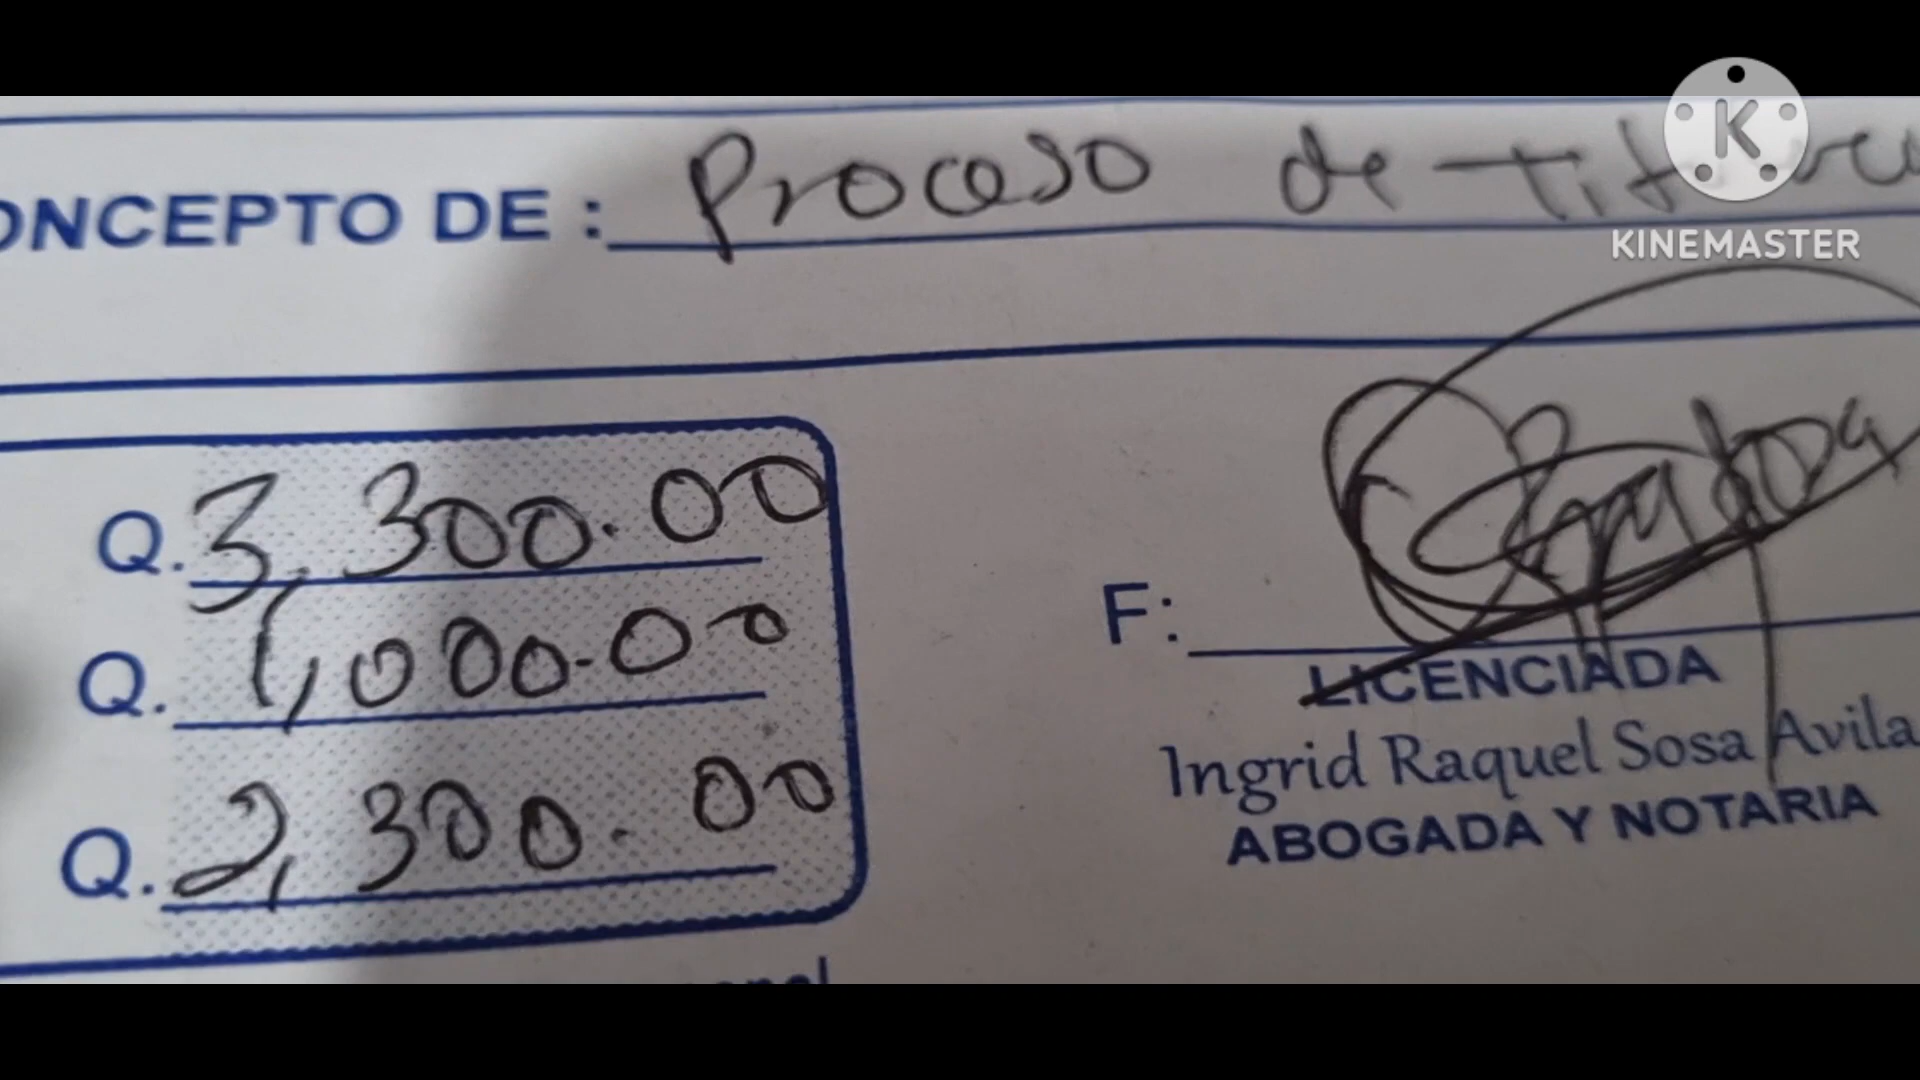 ONCEPTO DE : Proceso de
KINEMASTER
Q. 3,300.00
Q. 1,000.00
Q. 2,300.00
F:
LICENCIADA
Ingrid Raquel Sosa Avila
ABOGADA Y NOTARIA